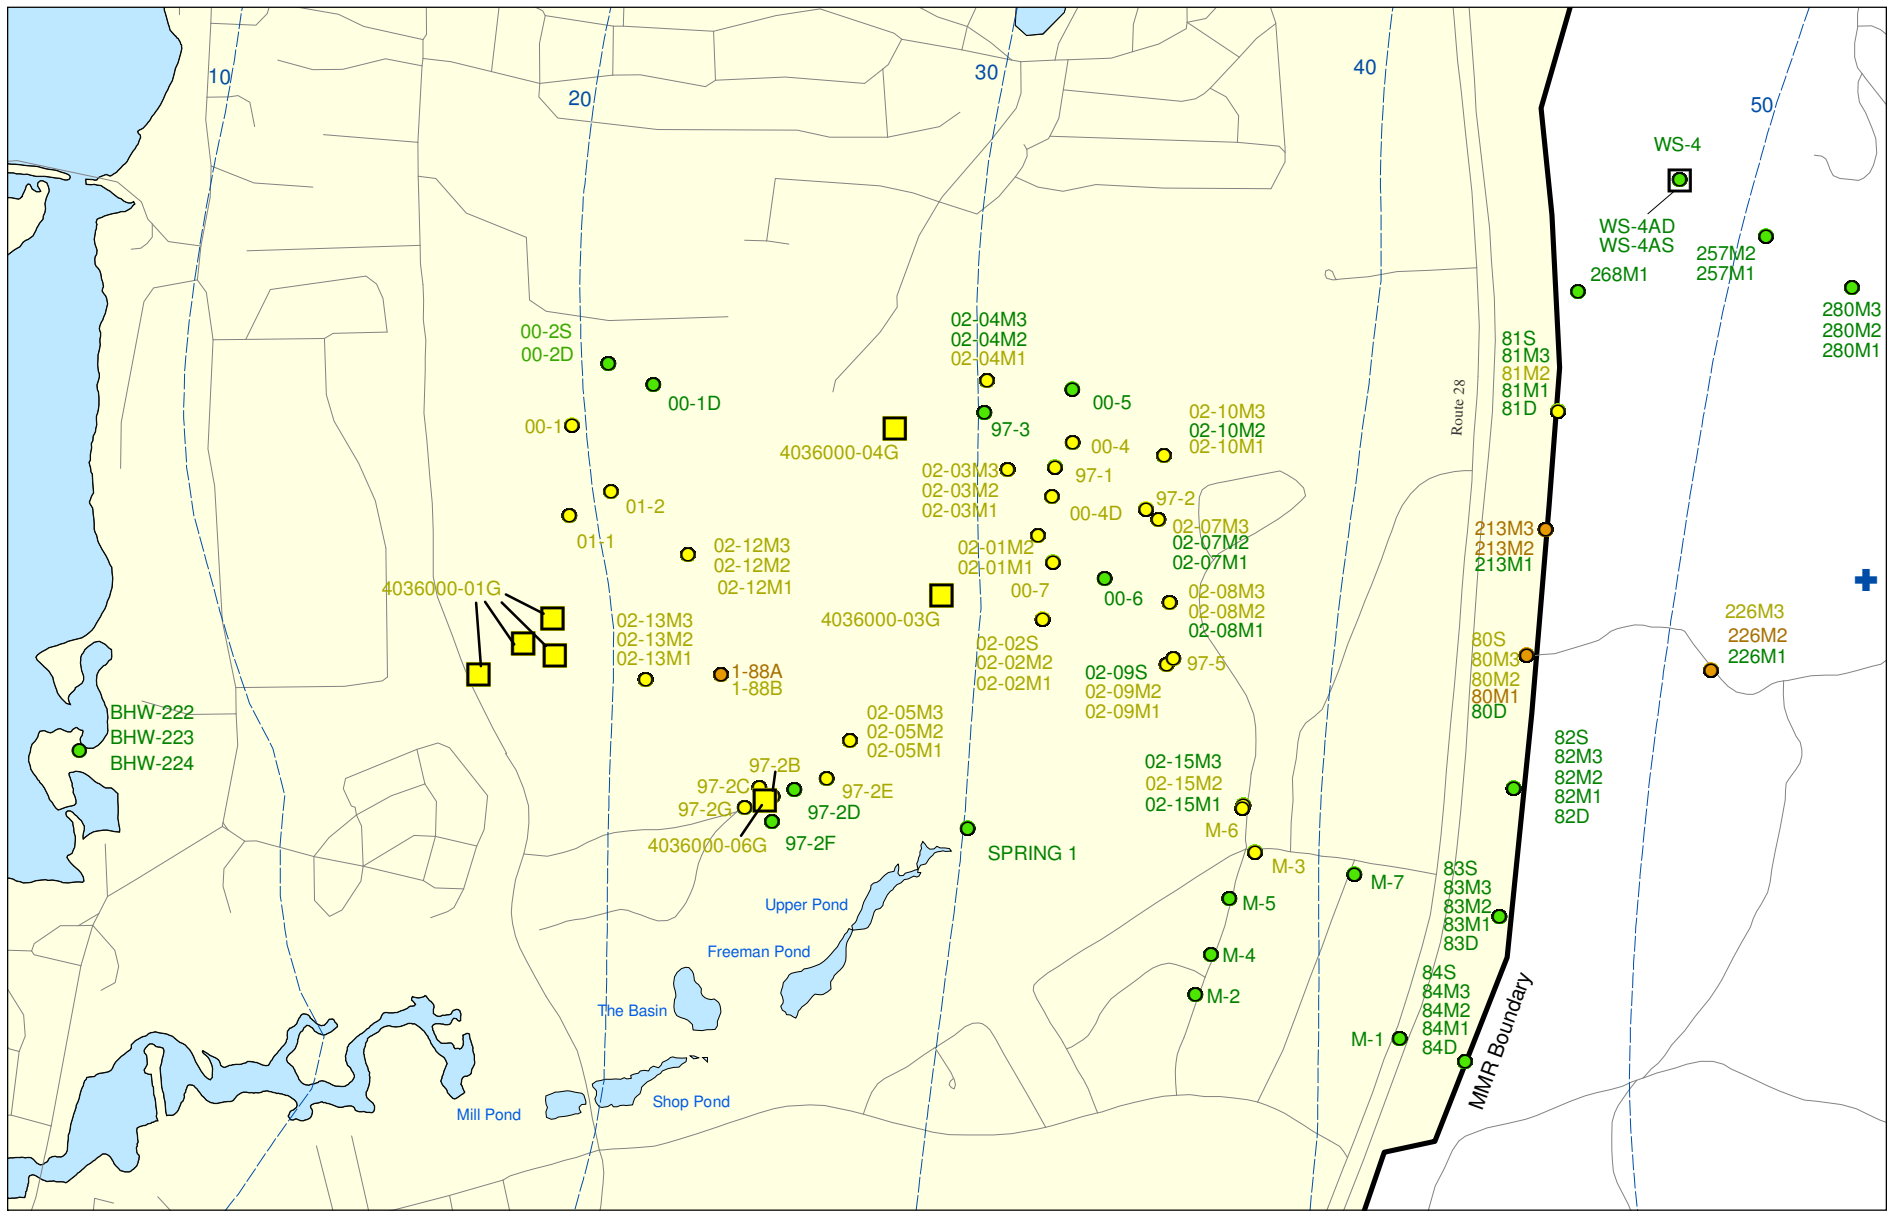 10
20
30
40
50
WS-4
WS-4AD
WS-4AS
257M2
257M1
268M1
280M3
280M2
280M1
00-2S
00-2D
00-1D
00-1
02-04M3
02-04M2
02-04M1
97-3
00-5
81S
81M3
81M2
81M1
81D
Route 28
4036000-04G
02-10M3
02-10M2
02-10M1
00-4
97-1
02-03M3
02-03M2
02-03M1
00-4D
97-2
02-07M3
02-07M2
02-07M1
01-2
01-1
02-12M3
02-12M2
02-12M1
02-01M2
02-01M1
00-7
00-6
213M3
213M2
213M1
4036000-01G
4036000-03G
02-08M3
02-08M2
02-08M1
02-13M3
02-13M2
02-13M1
1-88A
1-88B
02-02S
02-02M2
02-02M1
97-5
02-09S
02-09M2
02-09M1
226M3
226M2
226M1
80S
80M3
80M2
80M1
80D
BHW-222
BHW-223
BHW-224
02-05M3
02-05M2
02-05M1
97-2B
97-2C
97-2E
97-2G
97-2D
97-2F
4036000-06G
02-15M3
02-15M2
02-15M1
M-6
82S
82M3
82M2
82M1
82D
SPRING 1
M-3
M-7
M-5
M-4
M-2
M-1
83S
83M3
83M2
83M1
83D
84S
84M3
84M2
84M1
84D
Upper Pond
Freeman Pond
The Basin
Shop Pond
Mill Pond
MMR Boundary